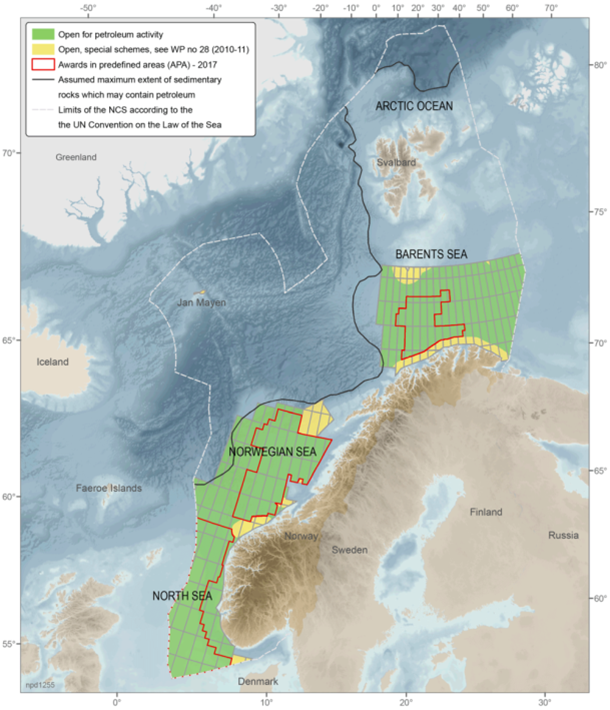 -50°
-40°
-30°
-20°
-10°
0°
10°
20°
30°
40°
50°
60°
70°
Open for petroleum activity
Open, special schemes, see WP no 28 (2010-11)
Awards in predefined areas (APA) - 2017
Assumed maximum extent of sedimentary
rocks which may contain petroleum
Limits of the NCS according to the
the UN Convention on the Law of the Sea
80°
ARCTIC OCEAN
70°
Greenland
Svalbard
75°
BARENTS SEA
Jan Mayen
65°
70°
Iceland
NORWEGIAN SEA
65°
Faeroe Islands
60°
Finland
Norway
Russia
Sweden
NORTH SEA
60°
55°
Denmark
npd1255
0°
10°
20°
30°